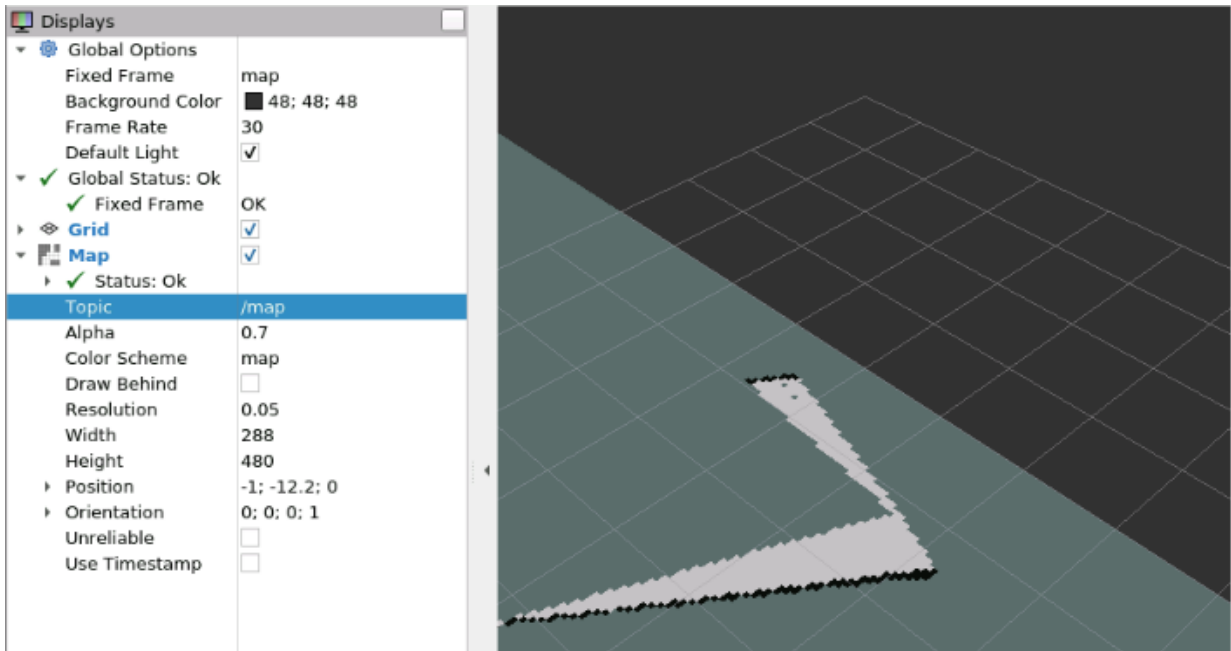 Displays
Global Options
Fixed Frame map
Background Color 48; 48; 48
Frame Rate 30
Default Light
Global Status: Ok
Fixed Frame OK
Grid
Map
Status: Ok
Topic /map
Alpha 0.7
Color Scheme map
Draw Behind
Resolution 0.05
Width 288
Height 480
Position -1; -12.2; 0
Orientation 0; 0; 0; 1
Unreliable
Use Timestamp